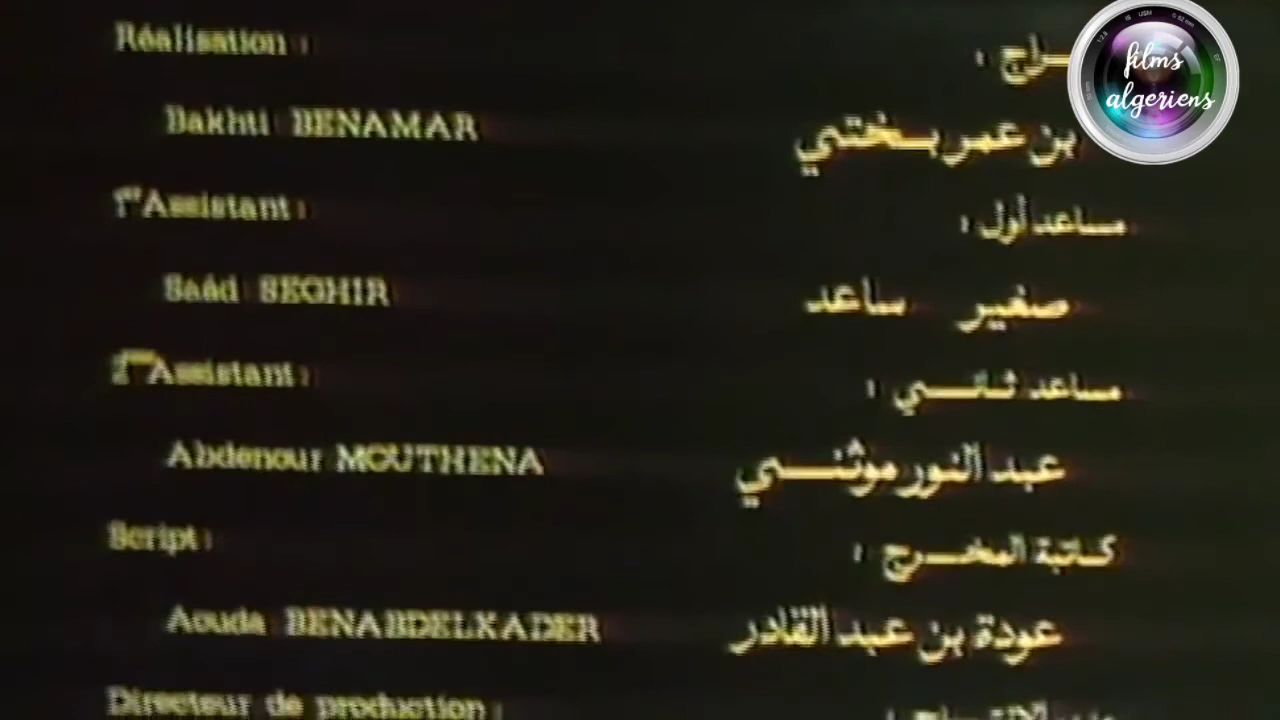 films
algeriens
Réalisation :
Bakhti BENAMAR
بن عمر بختي
1er Assistant :
مساعد أول :
Saâd SEGHIR
صغير ساعد
2eme Assistant :
مساعد ثاني :
Abdenour MOUTHENA
عبد النور موثني
Script :
كاتبة المخرج :
Aouda BENABDELKADER
عودة بن عبد القادر
Directeur de production :